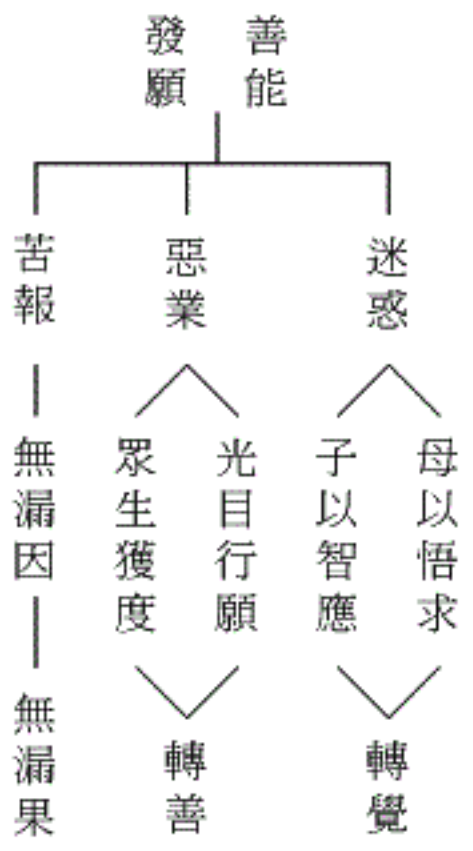 善能
發願
迷惑
母以悟求
子以智應
轉覺
惡業
光目行願
眾生獲度
轉善
苦報
無漏因
無漏果